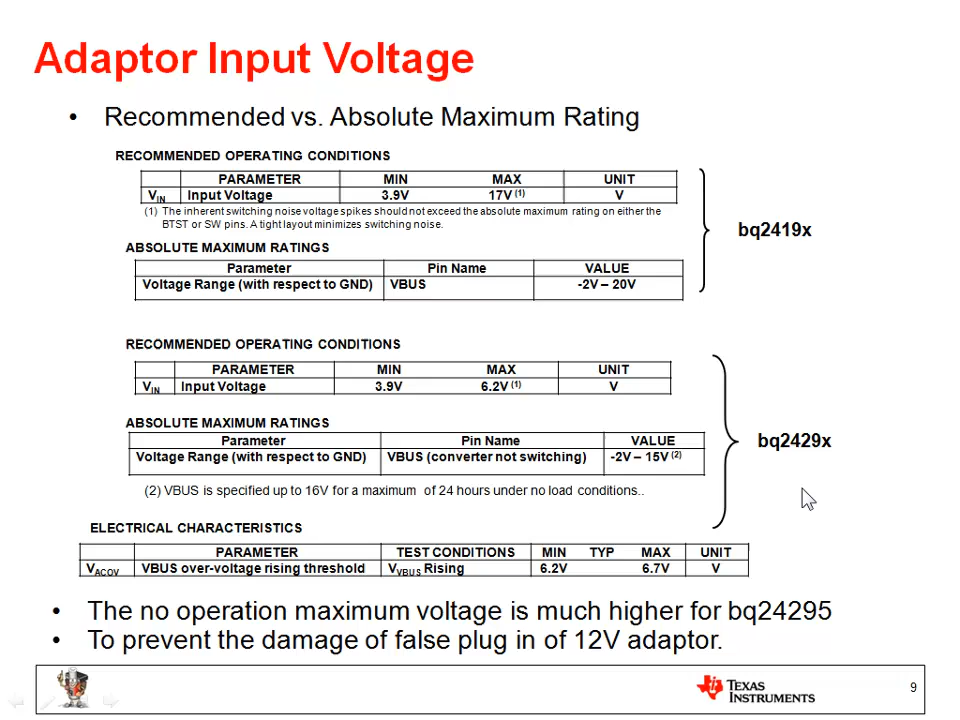 Adaptor Input Voltage
• Recommended vs. Absolute Maximum Rating
RECOMMENDED OPERATING CONDITIONS
PARAMETER MIN MAX UNIT
VIN Input Voltage 3.9V 17V (1) V
(1) The inherent switching noise voltage spikes should not exceed the absolute maximum rating on either the
BTST or SW pins. A tight layout minimizes switching noise.
bq2419x
ABSOLUTE MAXIMUM RATINGS
Parameter Pin Name VALUE
Voltage Range (with respect to GND) VBUS -2V – 20V
RECOMMENDED OPERATING CONDITIONS
PARAMETER MIN MAX UNIT
VIN Input Voltage 3.9V 6.2V (1) V
ABSOLUTE MAXIMUM RATINGS
Parameter Pin Name VALUE
bq2429x
Voltage Range (with respect to GND) VBUS (converter not switching) -2V – 15V (2)
(2) VBUS is specified up to 16V for a maximum of 24 hours under no load conditions..
ELECTRICAL CHARACTERISTICS
PARAMETER TEST CONDITIONS MIN TYP MAX UNIT
VACOV VBUS over-voltage rising threshold VVBUS Rising 6.2V 6.7V V
• The no operation maximum voltage is much higher for bq24295
• To prevent the damage of false plug in of 12V adaptor.
TEXAS
INSTRUMENTS
9